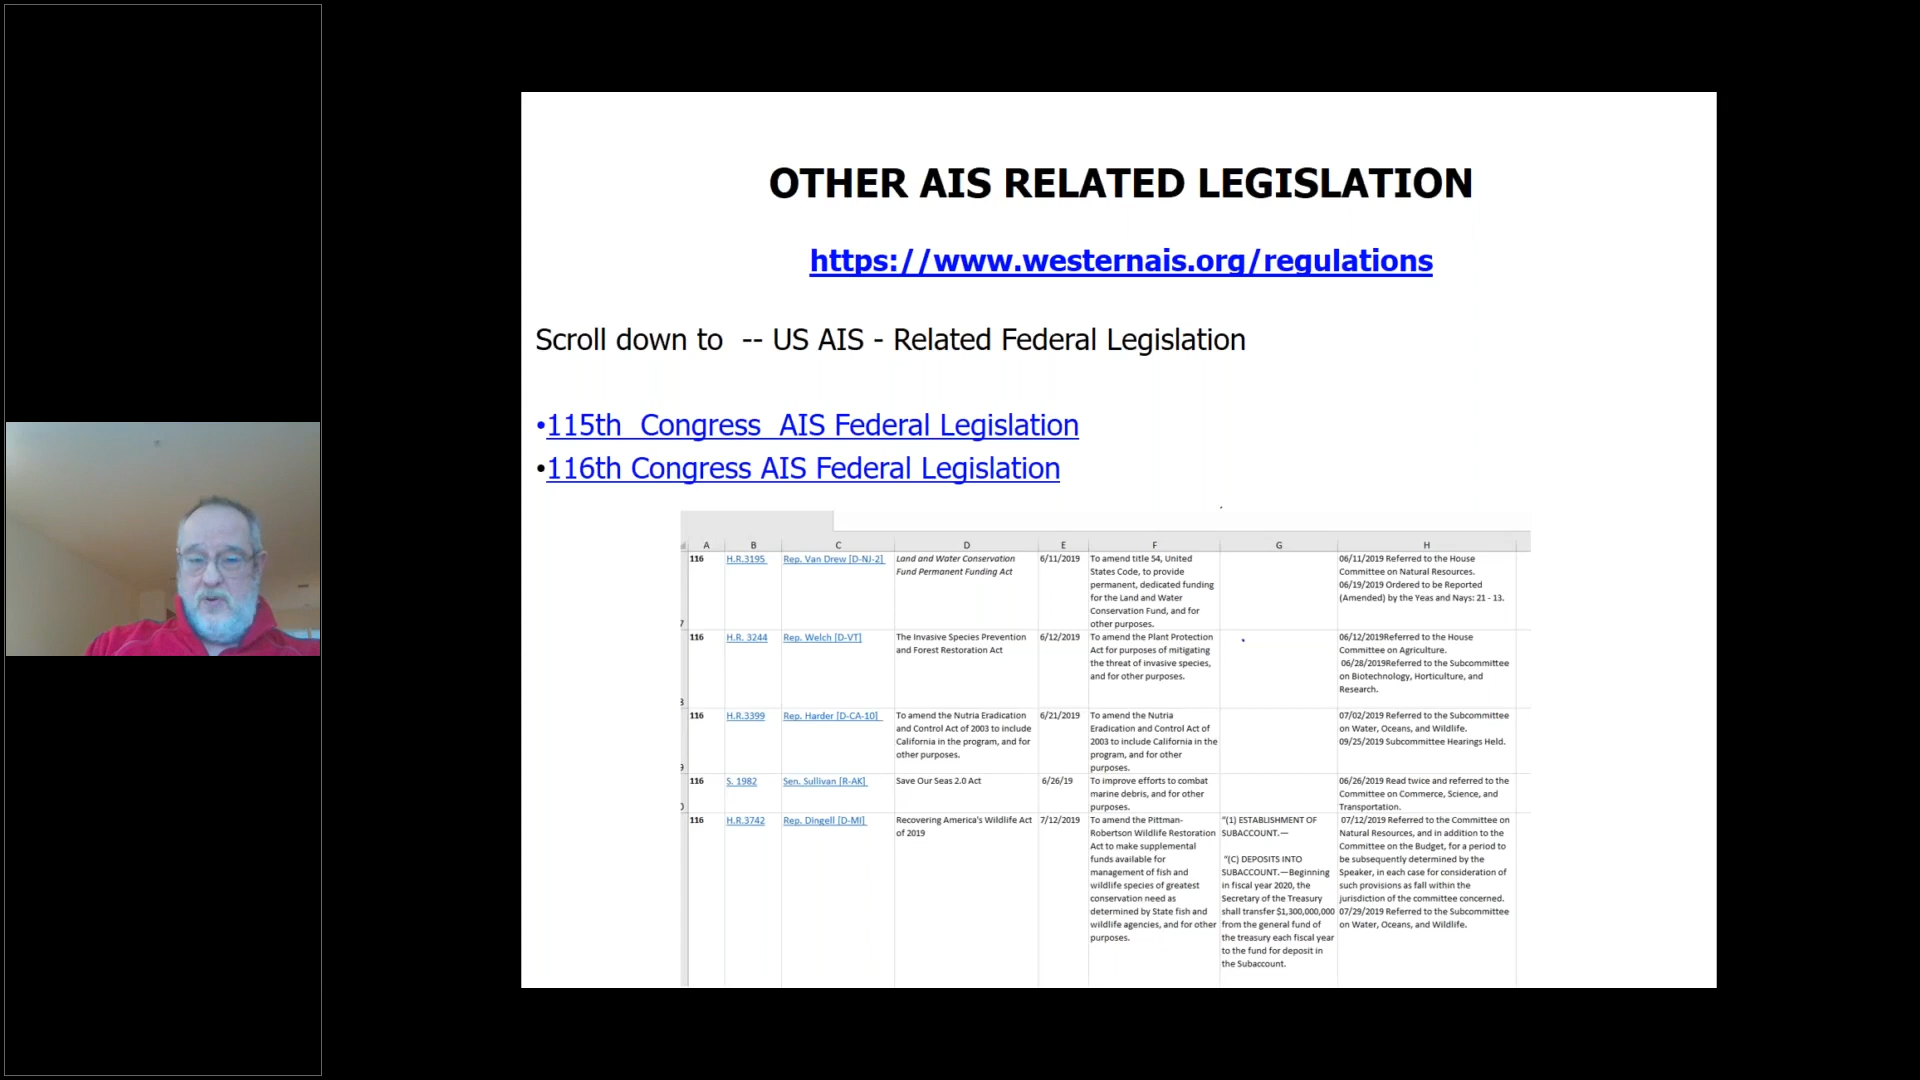 OTHER AIS RELATED LEGISLATION
https://www.westernais.org/regulations
Scroll down to -- US AIS - Related Federal Legislation
•115th Congress AIS Federal Legislation
•116th Congress AIS Federal Legislation
A B C D E F G H
116 H.R.3195 Rep. Van Drew [D-NJ-2] Land and Water Conservation 6/11/2019 To amend title 54, United 06/11/2019 Referred to the House
Fund Permanent Funding Act States Code, to provide Committee on Natural Resources.
permanent, dedicated funding 06/19/2019 Ordered to be Reported
for the Land and Water (Amended) by the Yeas and Nays: 21 - 13.
Conservation Fund, and for
7 other purposes.
116 H.R. 3244 Rep. Welch [D-VT] The Invasive Species Prevention 6/12/2019 To amend the Plant Protection 06/12/2019Referred to the House
and Forest Restoration Act Act for purposes of mitigating Committee on Agriculture.
the threat of invasive species, 06/28/2019Referred to the Subcommittee
and for other purposes. on Biotechnology, Horticulture, and
Research.
116 H.R.3399 Rep. Harder [D-CA-10] To amend the Nutria Eradication 6/21/2019 To amend the Nutria 07/02/2019 Referred to the Subcommittee
and Control Act of 2003 to include Eradication and Control Act of on Water, Oceans, and Wildlife.
California in the program, and for 2003 to include California in the 09/25/2019 Subcommittee Hearings Held.
other purposes. program, and for other
purposes.
116 S. 1982 Sen. Sullivan [R-AK] Save Our Seas 2.0 Act 6/26/19 To improve efforts to combat 06/26/2019 Read twice and referred to the
marine debris, and for other Committee on Commerce, Science, and
purposes. Transportation.
116 H.R.3742 Rep. Dingell [D-MI] Recovering America's Wildlife Act 7/12/2019 To amend the Pittman- “(1) ESTABLISHMENT OF 07/12/2019 Referred to the Committee on
of 2019 Robertson Wildlife Restoration SUBACCOUNT.— Natural Resources, and in addition to the
Act to make supplemental Committee on the Budget, for a period to
funds available for “(C) DEPOSITS INTO be subsequently determined by the
management of fish and SUBACCOUNT.—Beginning Speaker, in each case for consideration of
wildlife species of greatest in fiscal year 2020, the such provisions as fall within the
conservation need as Secretary of the Treasury jurisdiction of the committee concerned.
determined by State fish and shall transfer $1,300,000,000 07/29/2019 Referred to the Subcommittee
wildlife agencies, and for other from the general fund of on Water, Oceans, and Wildlife.
purposes. the treasury each fiscal year
to the fund for deposit in
the Subaccount.